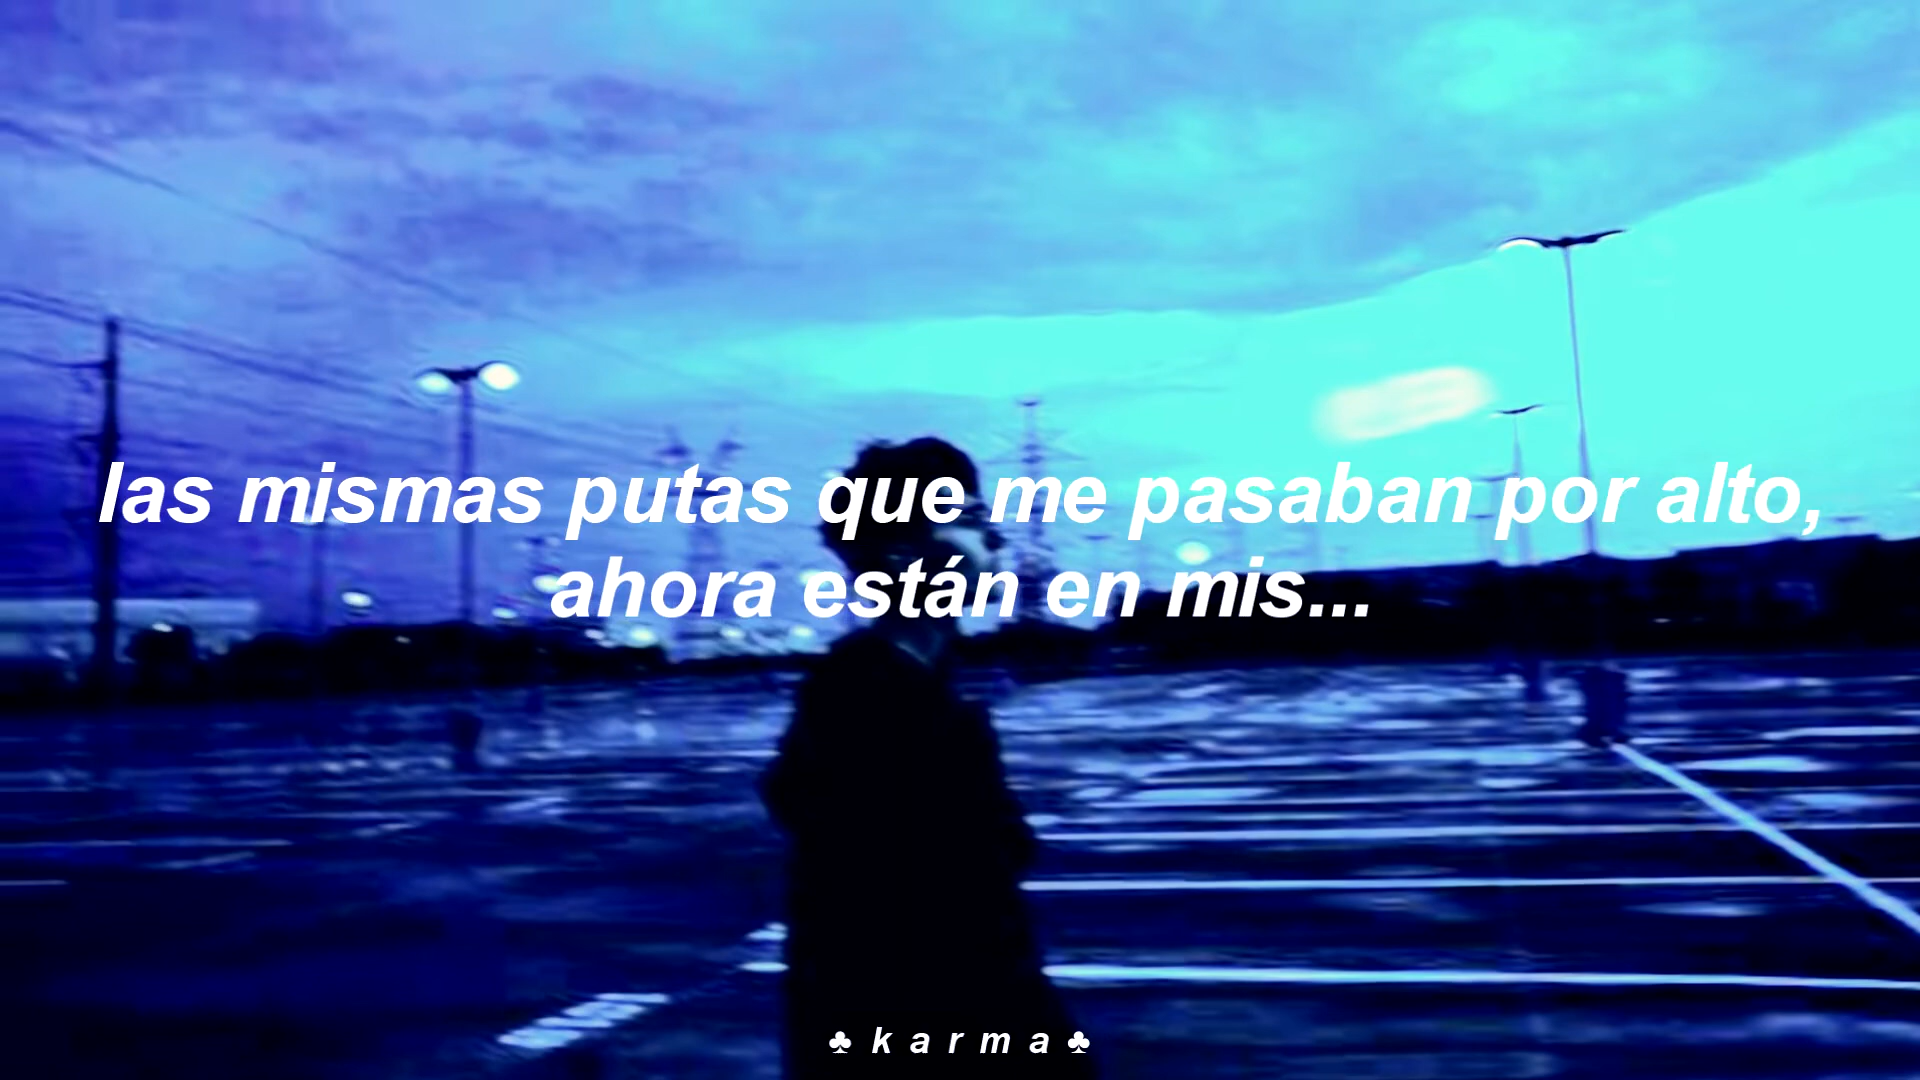 las mismas putas que me pasaban por alto,
ahora están en mis...
♣ k a r m a ♣